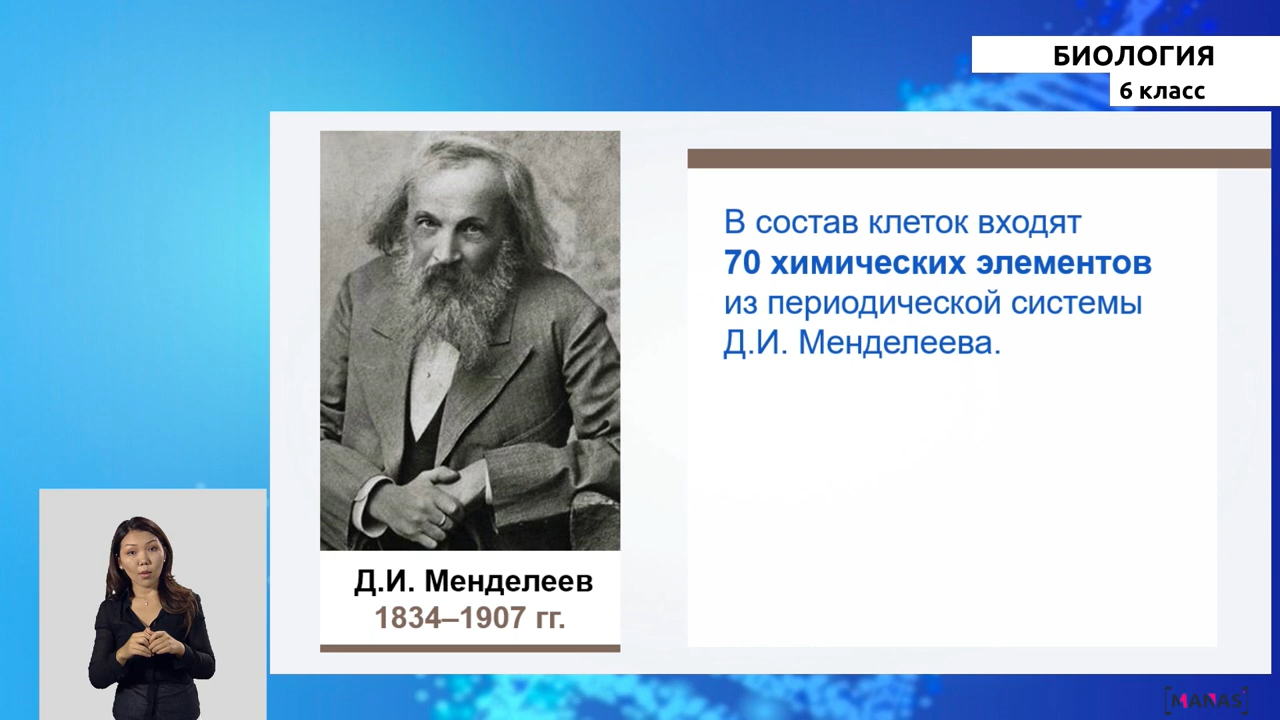 БИОЛОГИЯ
6 класс
В состав клеток входят
70 химических элементов
из периодической системы
Д.И. Менделеева.
Д.И. Менделеев
1834–1907 гг.
[MANAS]